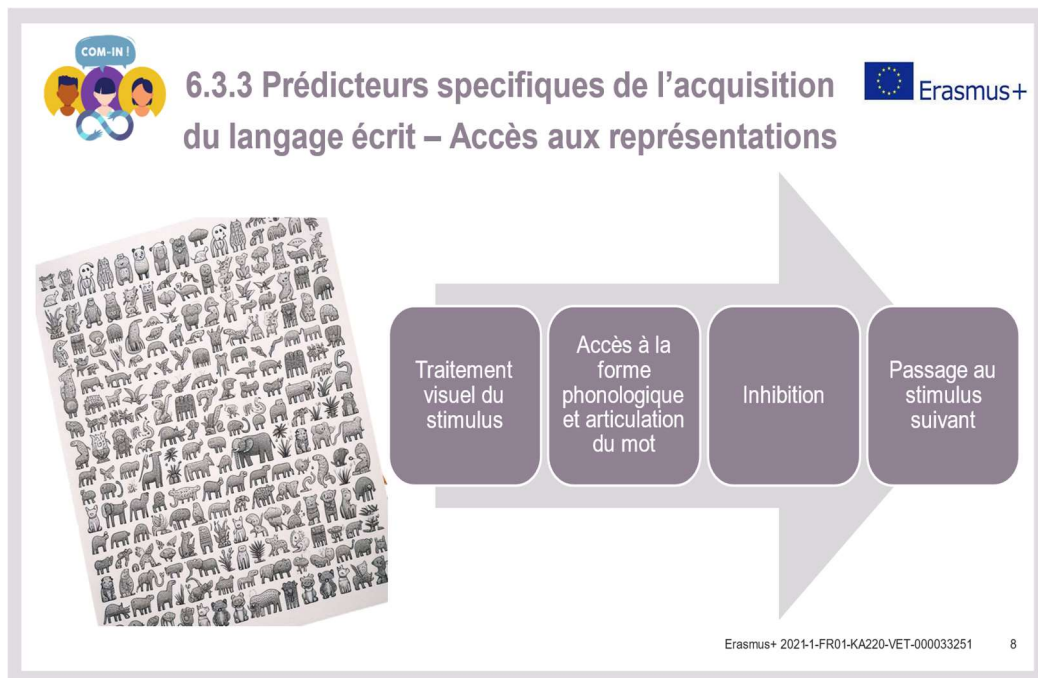 COM-IN !
6.3.3 Prédicteurs specifiques de l’acquisition
du langage écrit – Accès aux représentations
Erasmus+
Traitement
visuel du
stimulus
Accès à la
forme
phonologique
et articulation
du mot
Inhibition
Passage au
stimulus
suivant
Erasmus+ 2021-1-FR01-KA220-VET-000033251
8